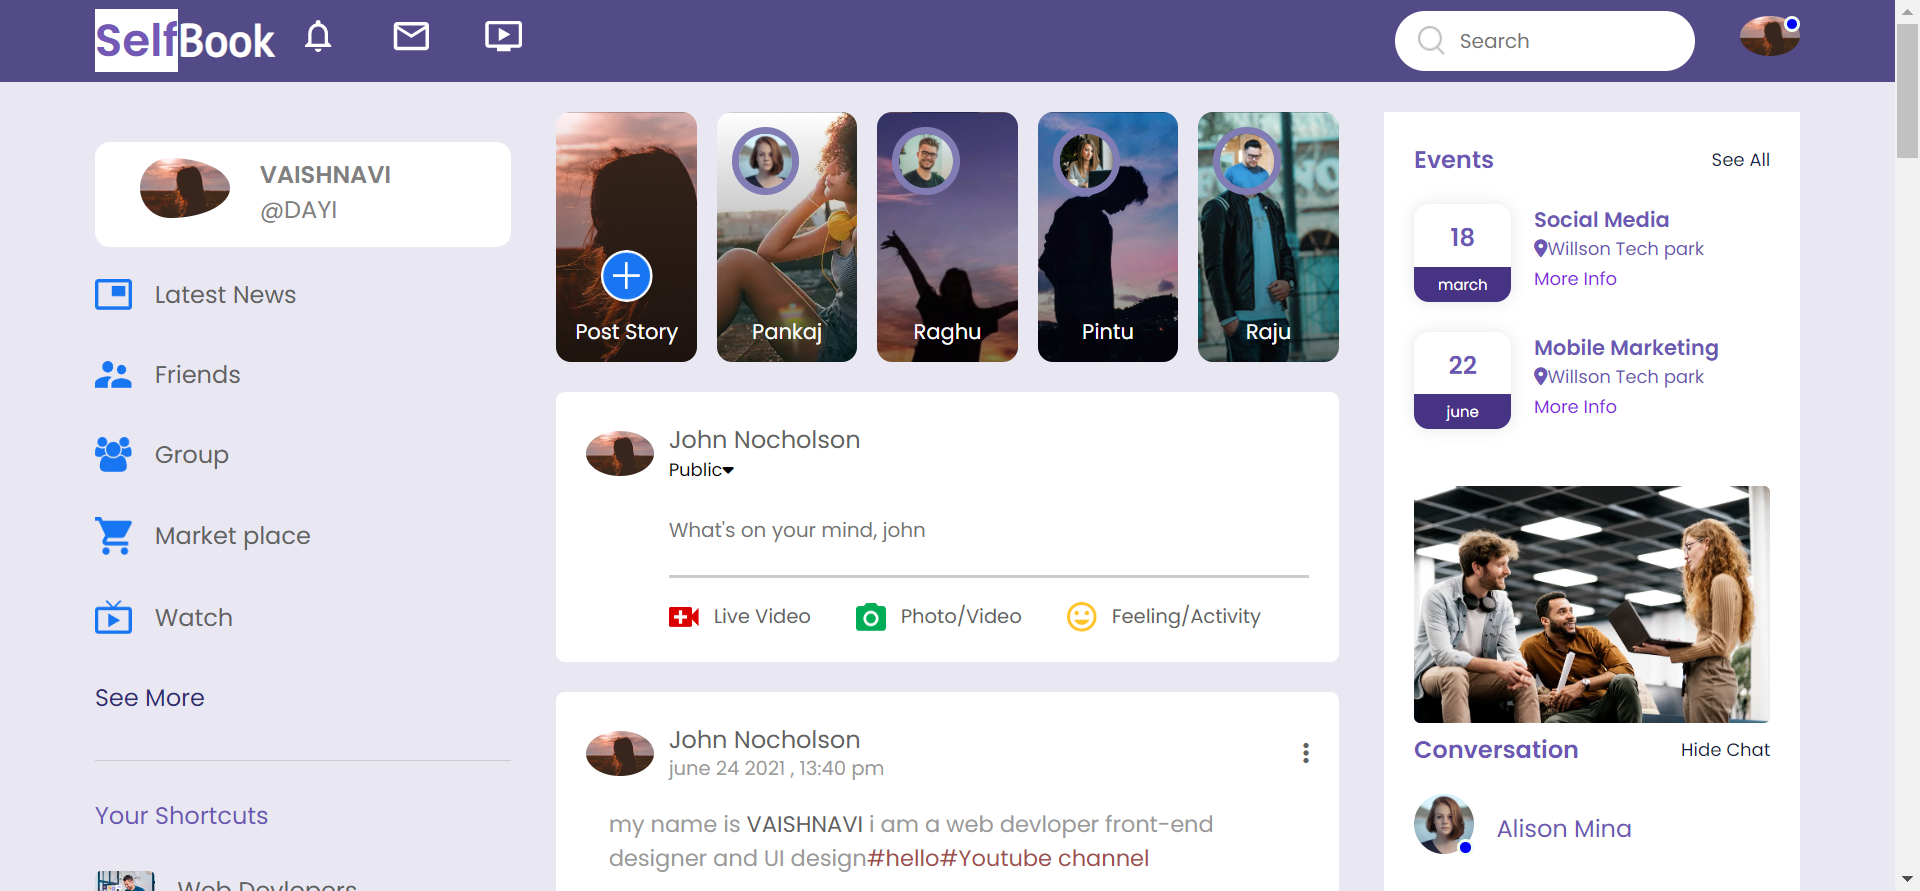 SelfBook
Search
VAISHNAVI
@DAYI
Latest News
Friends
Group
Market place
Watch
See More
Your Shortcuts
Web Devlopers
Post Story
Pankaj
Raghu
Pintu
Raju
John Nocholson
Public
What's on your mind, john
Live Video
Photo/Video
Feeling/Activity
John Nocholson
june 24 2021 , 13:40 pm
my name is VAISHNAVI i am a web devloper front-end
designer and UI design#hello#Youtube channel
Events
See All
18
march
Social Media
Willson Tech park
More Info
22
june
Mobile Marketing
Willson Tech park
More Info
Conversation
Hide Chat
Alison Mina